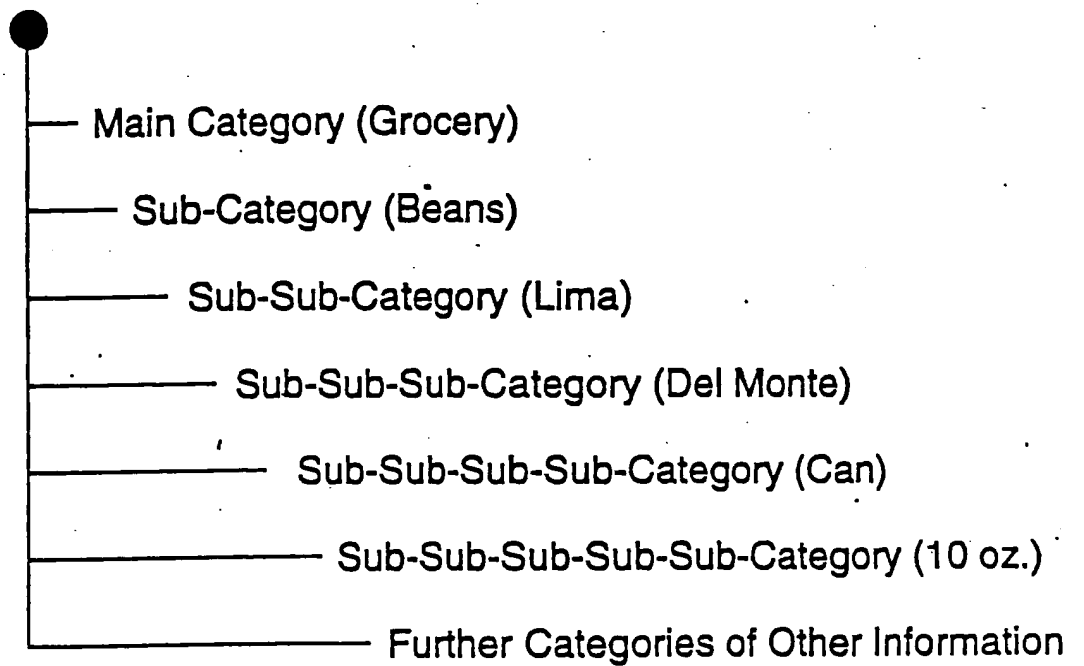 Main Category (Grocery)
Sub-Category (Beans)
Sub-Sub-Category (Lima)
Sub-Sub-Sub-Category (Del Monte)
Sub-Sub-Sub-Sub-Category (Can)
Sub-Sub-Sub-Sub-Sub-Category (10 oz.)
Further Categories of Other Information